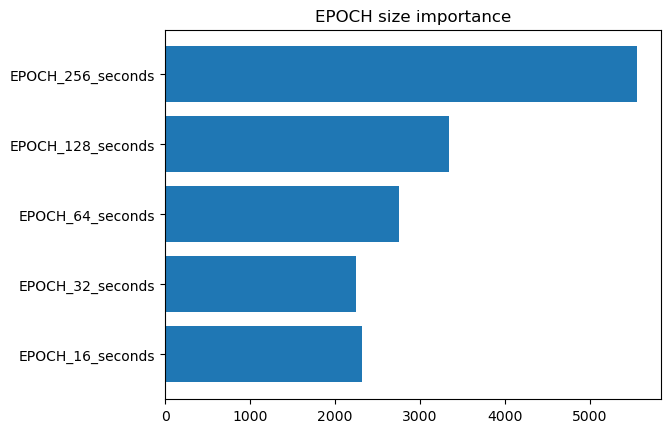 EPOCH size importance
EPOCH_256_seconds
EPOCH_128_seconds
EPOCH_64_seconds
EPOCH_32_seconds
EPOCH_16_seconds
0 1000 2000 3000 4000 5000